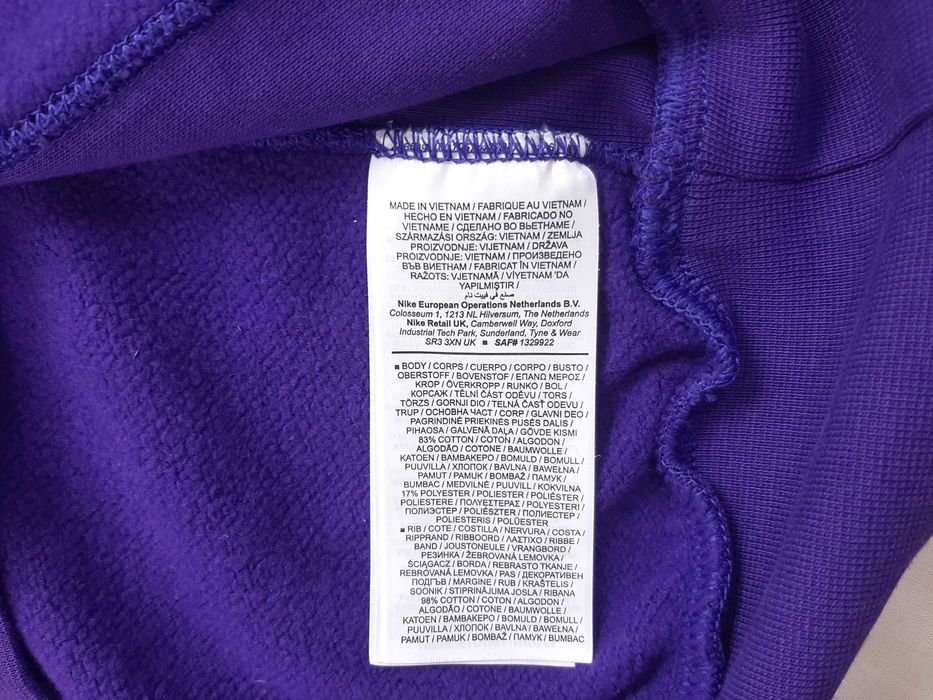 MADE IN VIETNAM / FABRIQUE AU VIETNAM /
HECHO EN VIETNAM / FABRICADO NO
VIETNAME / СДЕЛАНО ВО ВЬЕТНАМЕ /
SZÁRMAZÁSI ORSZÁG: VIETNAM / ZEMLJA
PROIZVODNJE: VIJETNAM / DRŽAVA
PROIZVODNJE: VIETNAM / ПРОИЗВЕДЕНО
ВЪВ ВИЕТНАМ / FABRICAT ÎN VIETNAM /
RAŽOTS: VJETNAMĀ / VİYETNAM 'DA
YAPILMIŞTIR /
صنع في فييت نام
Nike European Operations Netherlands B.V.
Colosseum 1, 1213 NL Hilversum, The Netherlands
Nike Retail UK, Camberwell Way, Doxford
Industrial Tech Park, Sunderland, Tyne & Wear
SR3 3XN UK ■ SAF# 1329922
■ BODY / CORPS / CUERPO / CORPO / BUSTO /
OBERSTOFF / BOVENSTOF / ΕΠΑΝΩ ΜΕΡΟΣ /
KROP / ÖVERKROPP / RUNKO / BOL /
КОРСАЖ / TĚLNÍ ČÁST ODĚVU / TORS /
TÖRZS / GORNJI DIO / TELNÁ ČASŤ ODEVU /
TRUP / ОСНОВНА ЧАСТ / CORP / GLAVNI DEO /
PAGRINDINĖ PRIEKINĖS PUSĖS DALIS /
PIHAOSA / GALVENĀ DAĻA / GÖVDE KISMI
83% COTTON / COTON / ALGODON /
ALGODÃO / COTONE / BAUMWOLLE /
KATOEN / ΒΑΜΒΑΚΕΡΟ / BOMULD / BOMULL /
PUUVILLA / ХЛОПОК / BAVLNA / BAWEŁNA /
PAMUT / PAMUK / BOMBAŽ / ПАМУК /
BUMBAC / MEDVILNĖ / PUUVILL / KOKVILNA
17% POLYESTER / POLIESTER / POLIÉSTER /
POLIESTERE / ΠΟΛΥΕΣΤΕΡΑΣ / POLYESTERI /
ПОЛИЭСТЕР / POLIÉSZTER / ПОЛИЕСТЕР /
POLIESTERIS / POLÜESTER
■ RIB / COTE / COSTILLA / NERVURA / COSTA /
RIPPRAND / RIBBOORD / ΛΑΣΤΙΧΟ / RIBBE /
BAND / JOUSTONEULE / VRANGBORD /
РЕЗИНКА / ŽEBROVANÁ LEMOVKA /
ŚCIĄGACZ / BORDA / REBRASTO TKANJE /
REBROVANÁ LEMOVKA / PAS / ДЕКОРАТИВЕН
ПОДГЪВ / MARGINE / RUB / KRAŠTELIS /
SOONIK / STIPRINĀJUMA JOSLA / RIBANA
98% COTTON / COTON / ALGODON /
ALGODÃO / COTONE / BAUMWOLLE /
KATOEN / ΒΑΜΒΑΚΕΡΟ / BOMULD / BOMULL /
PUUVILLA / ХЛОПОК / BAVLNA / BAWEŁNA /
PAMUT / PAMUK / BOMBAŽ / ПАМУК / BUMBAC